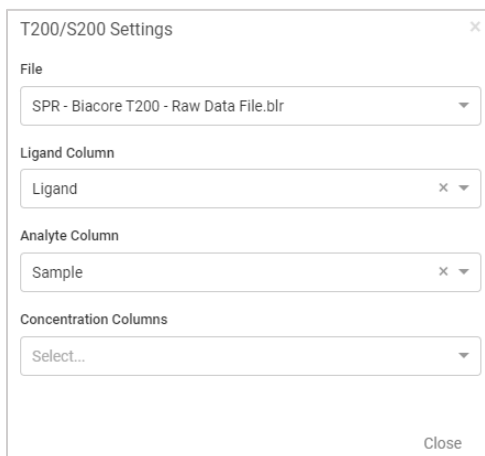 T200/S200 Settings
×
File
SPR - Biacore T200 - Raw Data File.blr
Ligand Column
Ligand
×
Analyte Column
Sample
×
Concentration Columns
Select...
Close